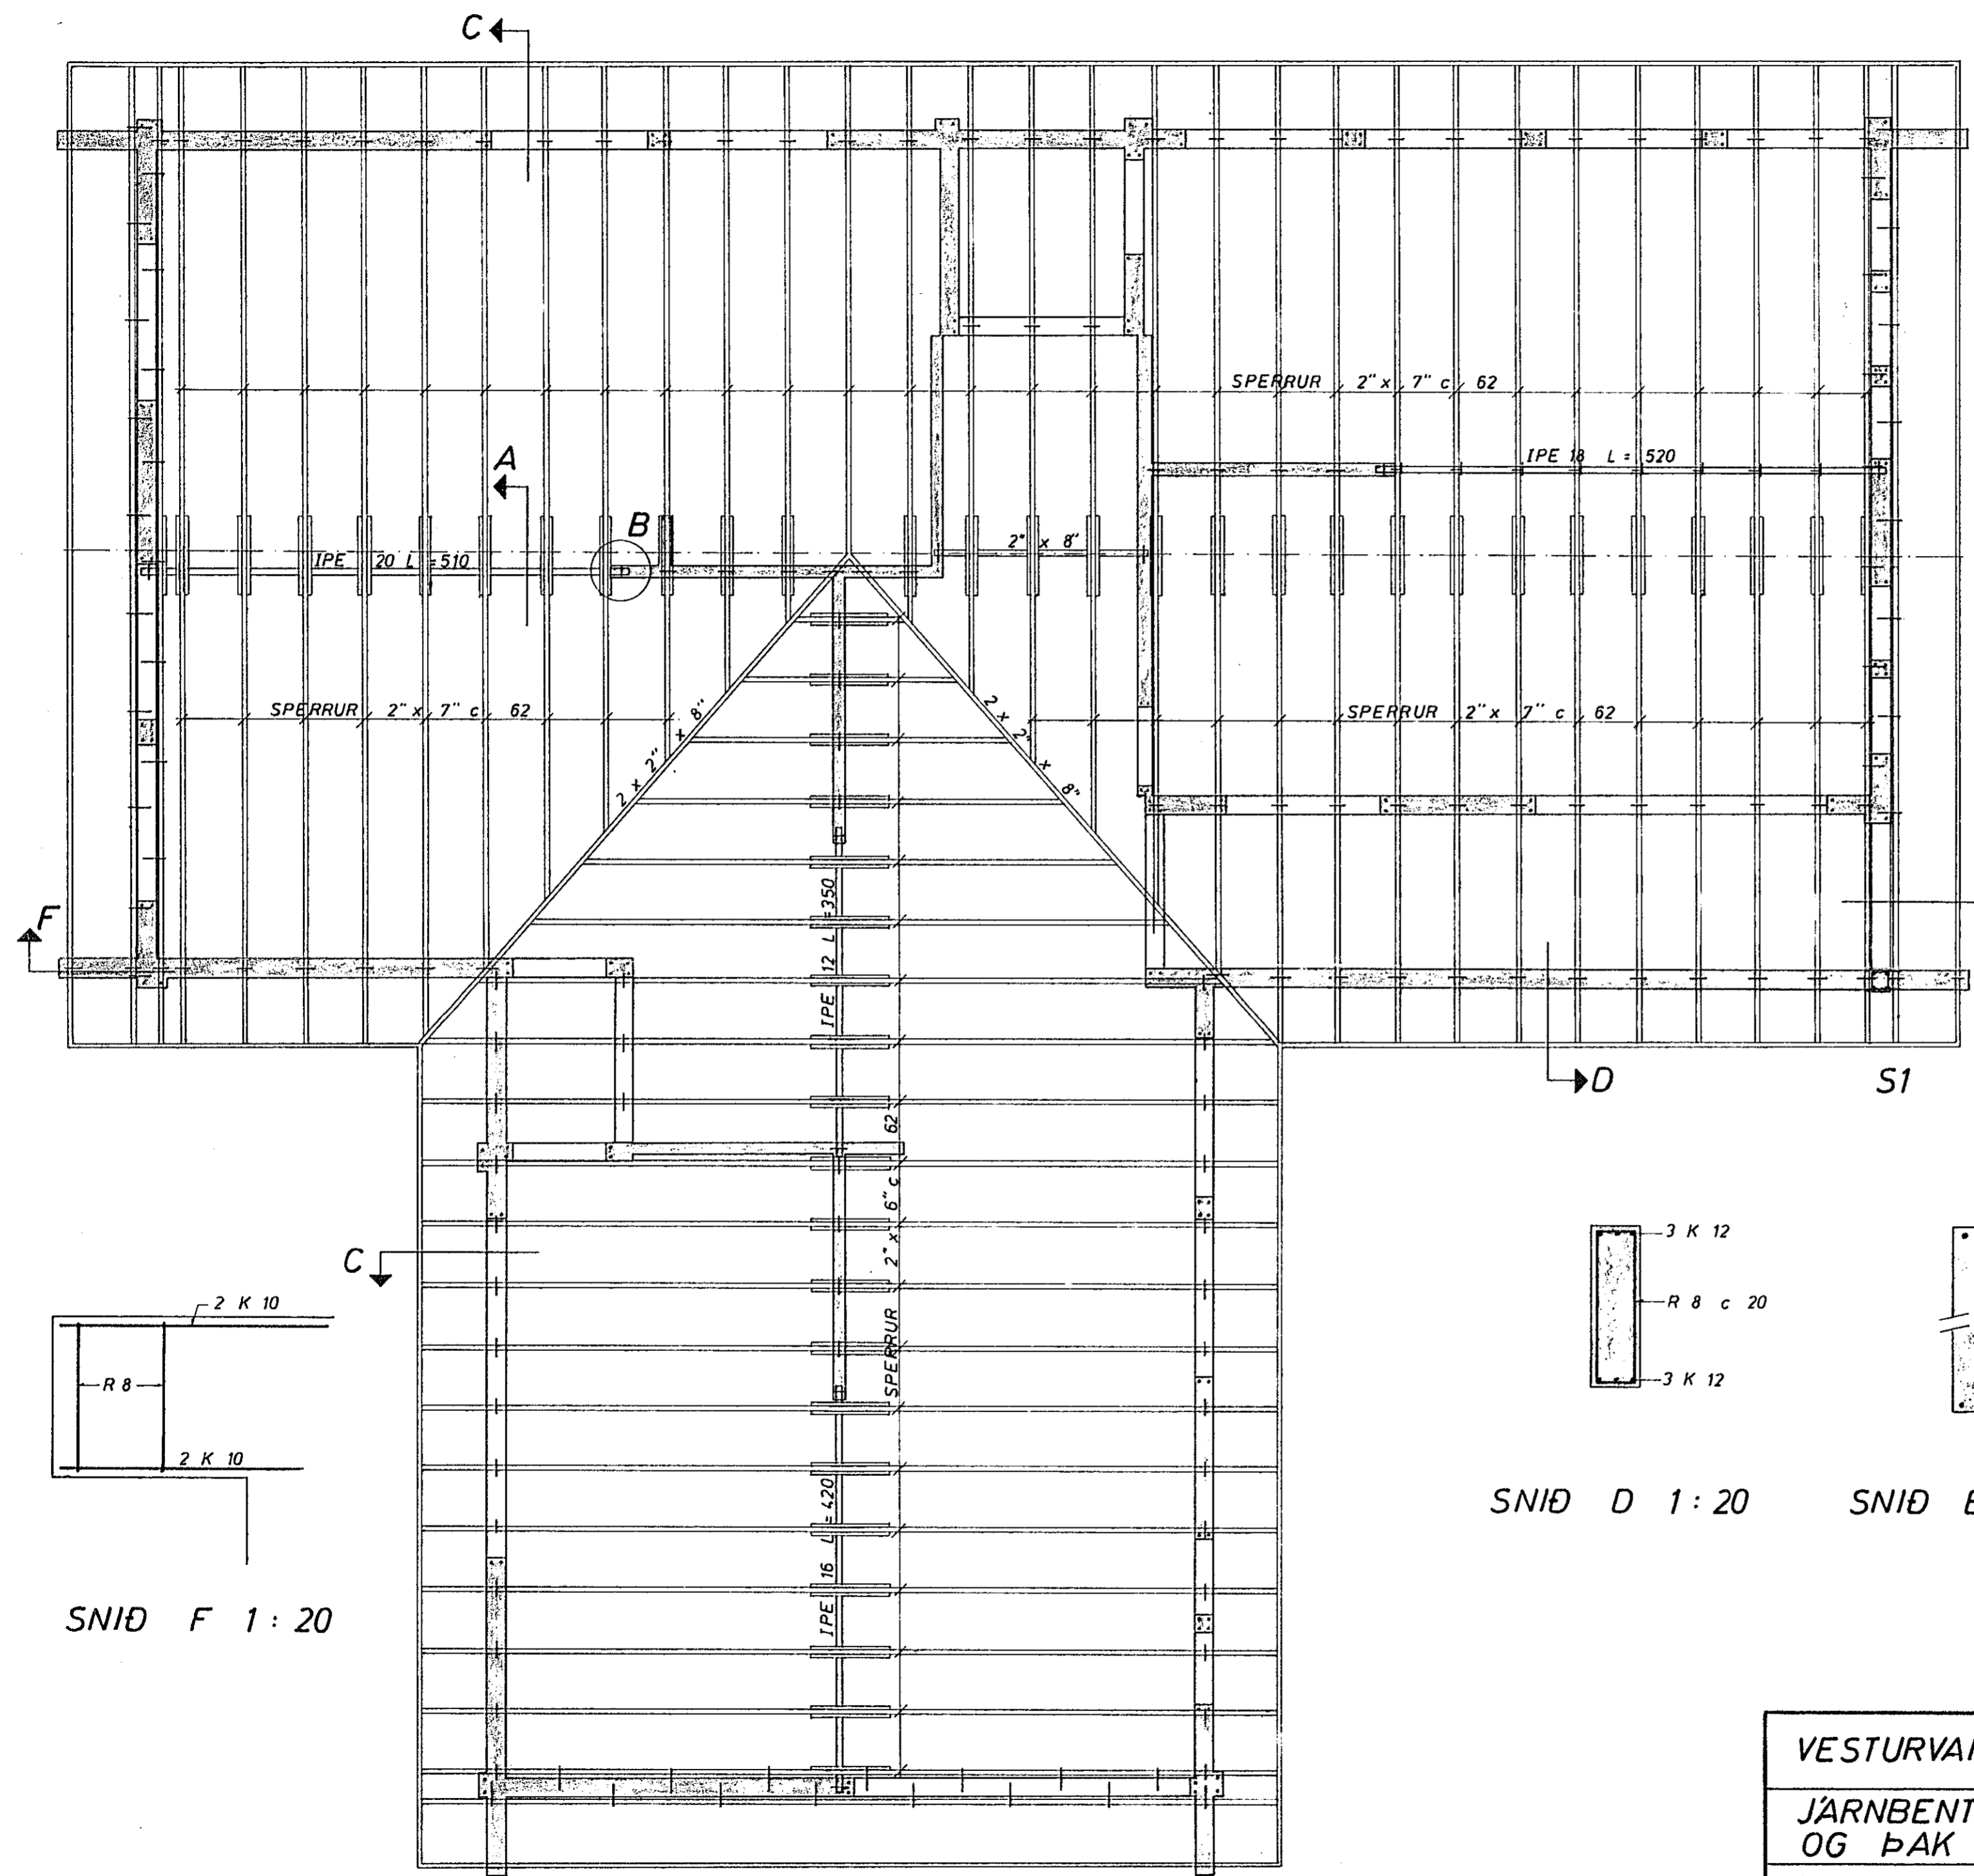 C
SPERRUR 2" x 7" c 62
A
IPE 18 L = 520
B
IPE 20 L = 510
2" x 8"
SPERRUR 2" x 7" c 62
2 x 2" x 8"
2 x 2" x 8"
SPERRUR 2" x 7" c 62
IPE 12 L = 350
F
D
S1
SPERRUR 2" x 6" c 62
C
3 K 12
R 8 c 20
3 K 12
2 K 10
R 8
2 K 10
IPE 16 L = 420
SNIÐ D 1 : 20
SNIÐ
SNIÐ F 1 : 20
JÁRNBENT
OG ÞAK